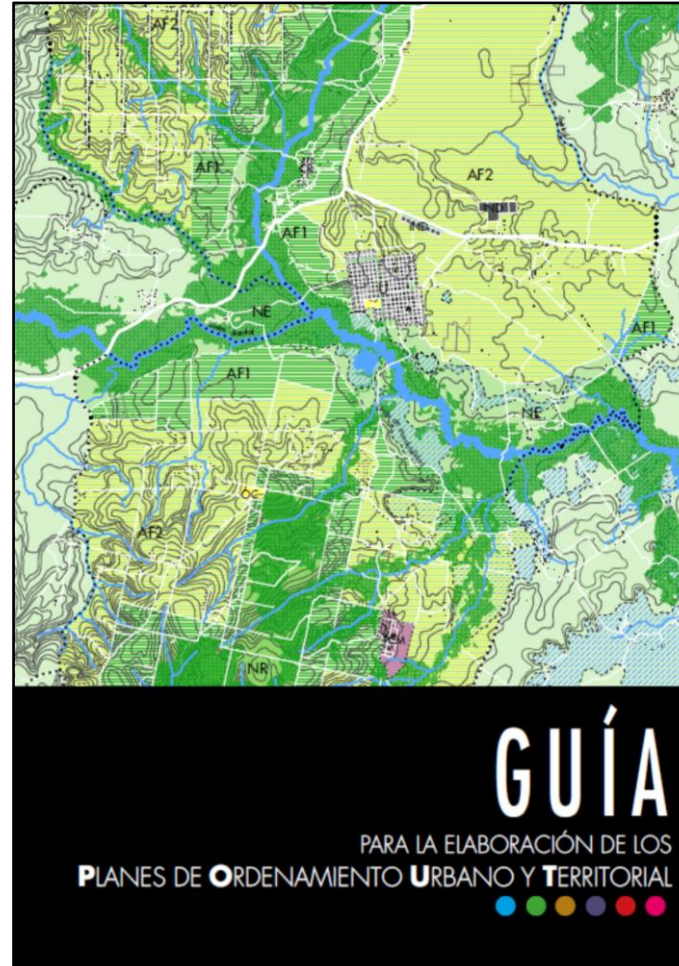 AF2
AF1
AF2
AF1
U
NE
AF1
AF1
NE
OC
AF2
NR
GUÍA
PARA LA ELABORACIÓN DE LOS
PLANES DE ORDENAMIENTO URBANO Y TERRITORIAL